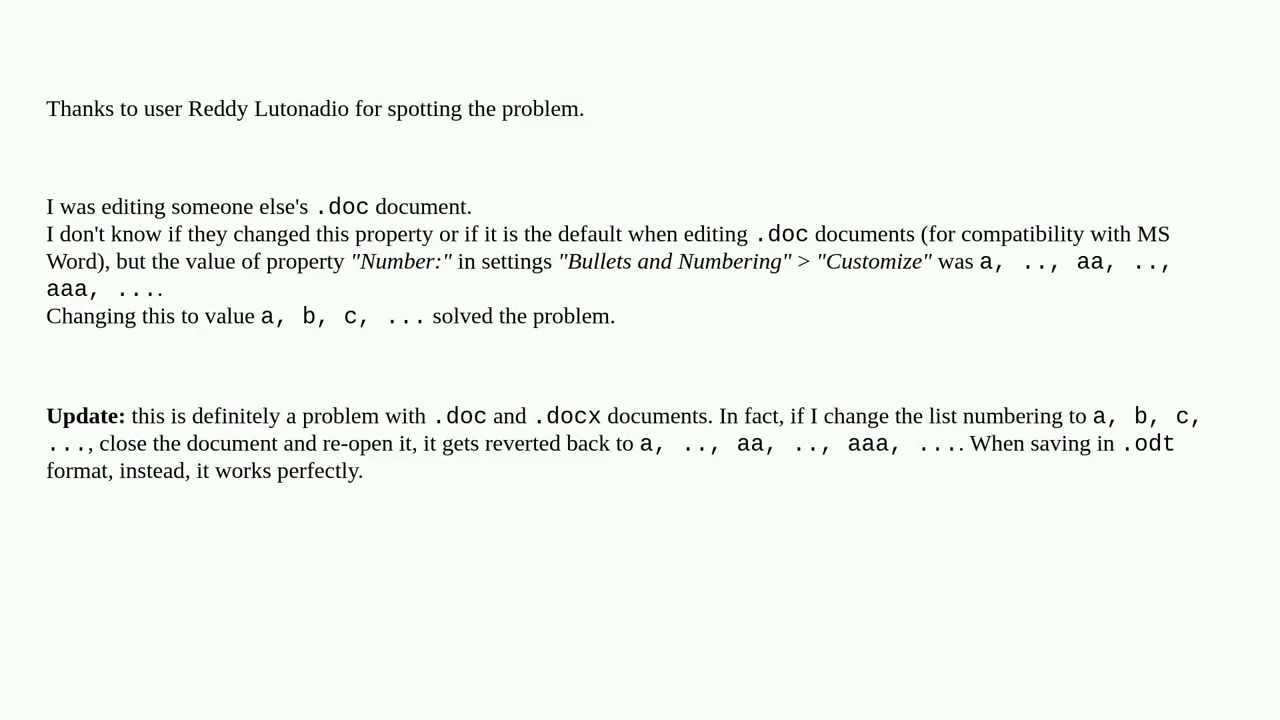 Thanks to user Reddy Lutonadio for spotting the problem.
I was editing someone else's .doc document.
I don't know if they changed this property or if it is the default when editing .doc documents (for compatibility with MS
Word), but the value of property "Number:" in settings "Bullets and Numbering" > "Customize" was a, .., aa, ..,
aaa, ....
Changing this to value a, b, c, ... solved the problem.
Update: this is definitely a problem with .doc and .docx documents. In fact, if I change the list numbering to a, b, c,
..., close the document and re-open it, it gets reverted back to a, .., aa, .., aaa, .... When saving in .odt
format, instead, it works perfectly.